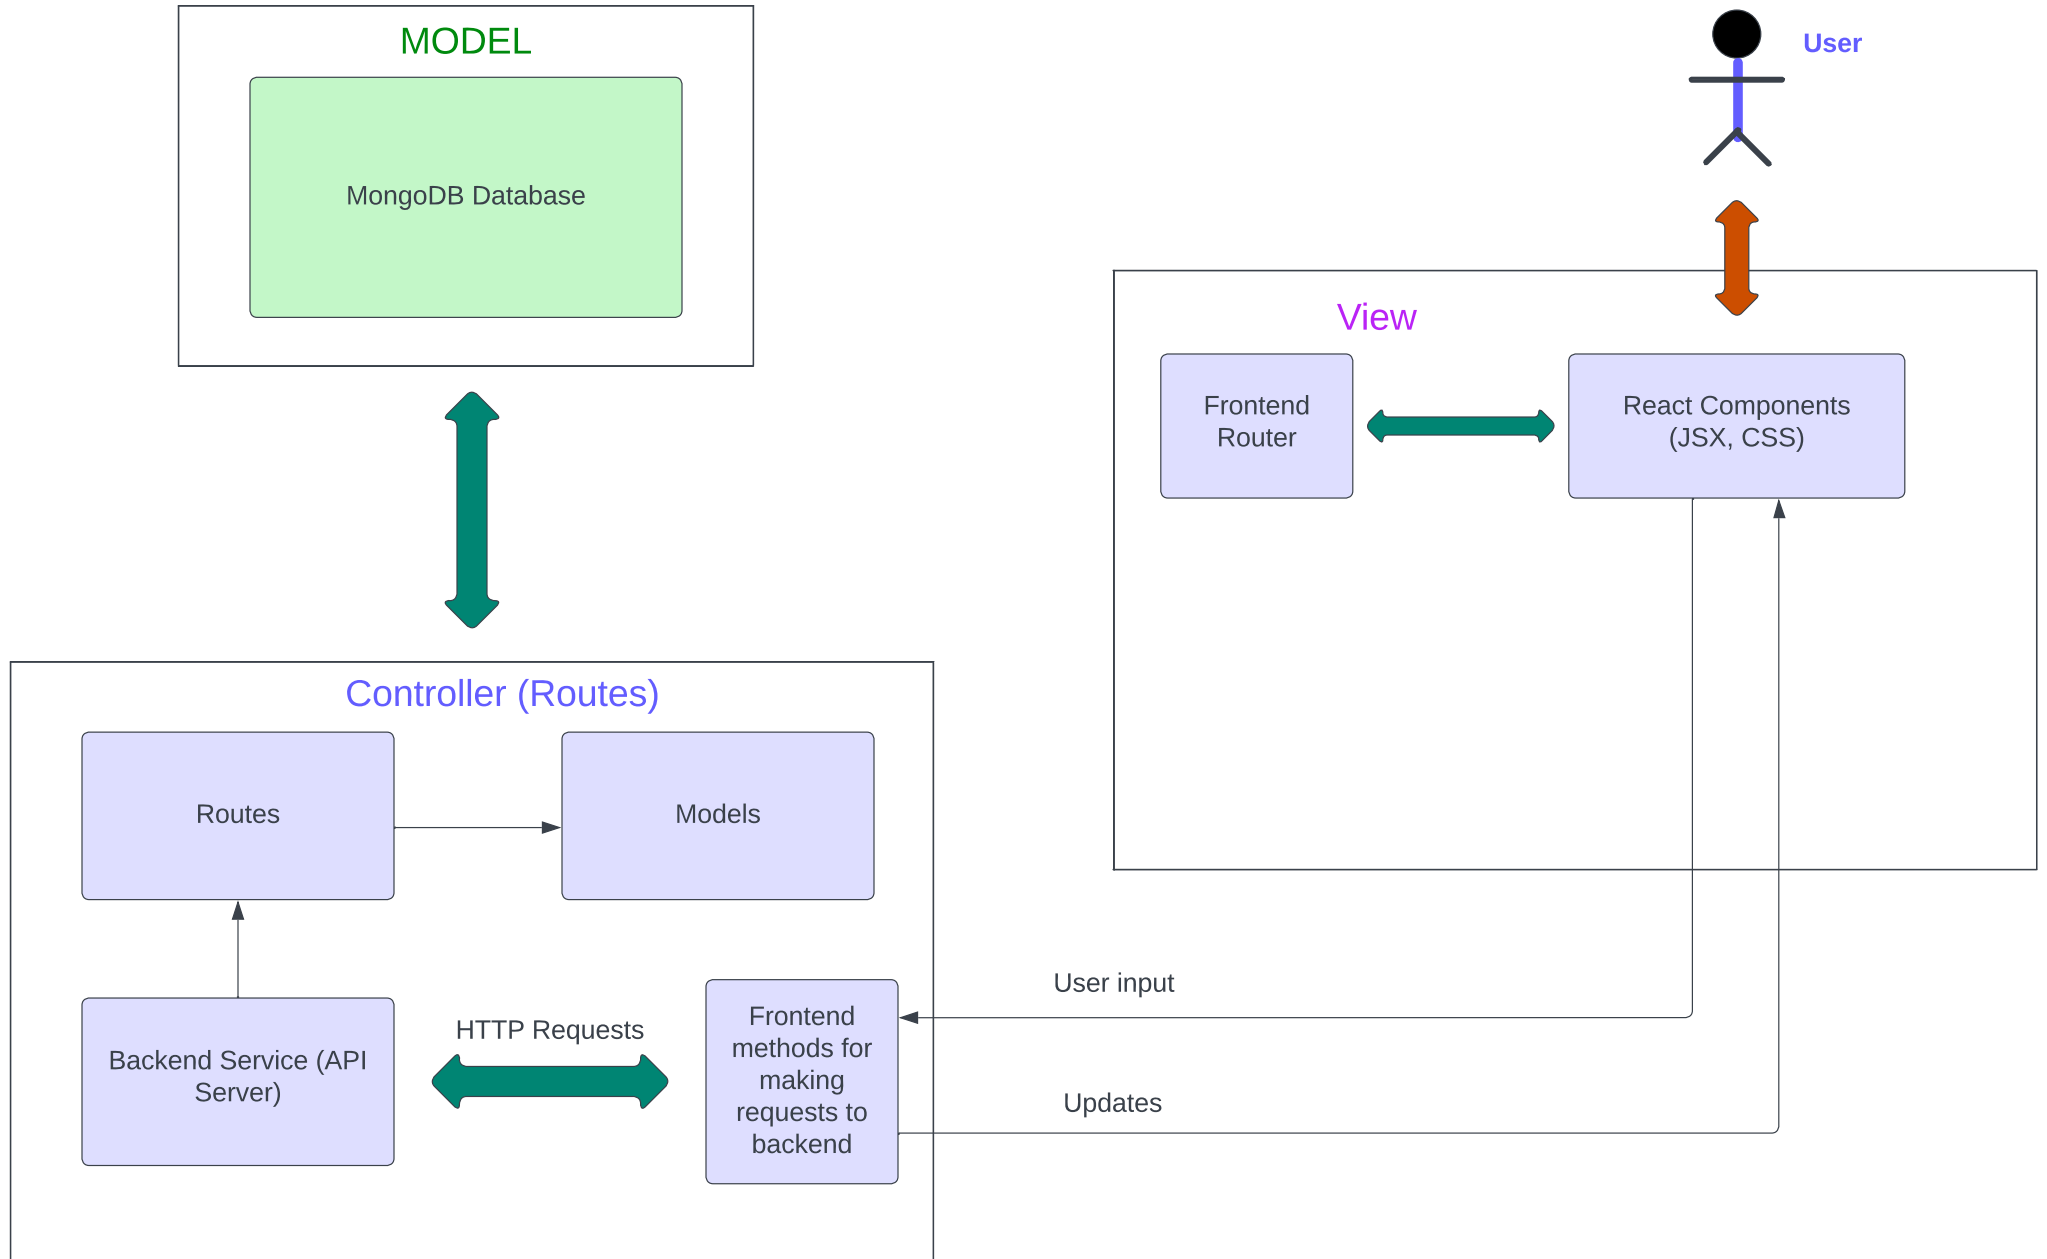 MODEL
MongoDB Database
User
View
Frontend
Router
React Components
(JSX, CSS)
Controller (Routes)
Routes
Models
Backend Service (API
Server)
HTTP Requests
Frontend
methods for
making
requests to
backend
User input
Updates